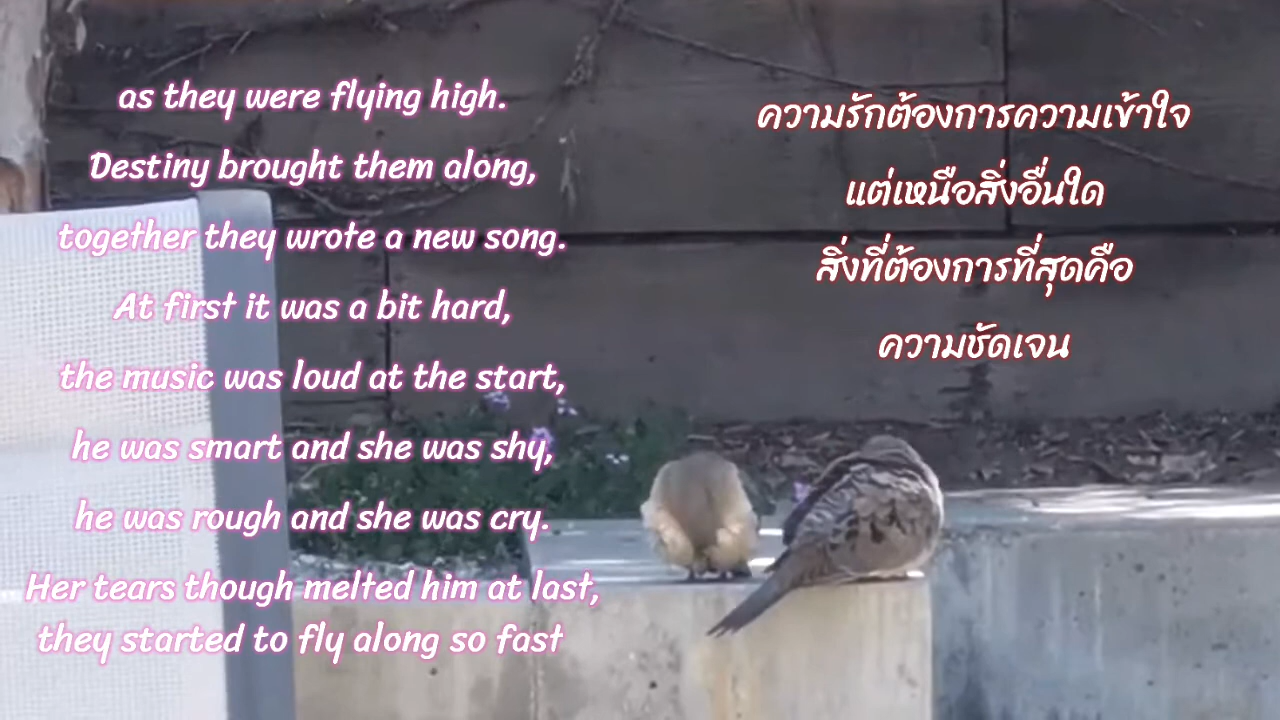 as they were flying high.
Destiny brought them along,
together they wrote a new song.
At first it was a bit hard,
the music was loud at the start,
he was smart and she was shy,
he was rough and she was cry.
Her tears though melted him at last,
they started to fly along so fast
ความรักต้องการความเข้าใจ
แต่เหนือสิ่งอื่นใด
สิ่งที่ต้องการที่สุดคือ
ความชัดเจน